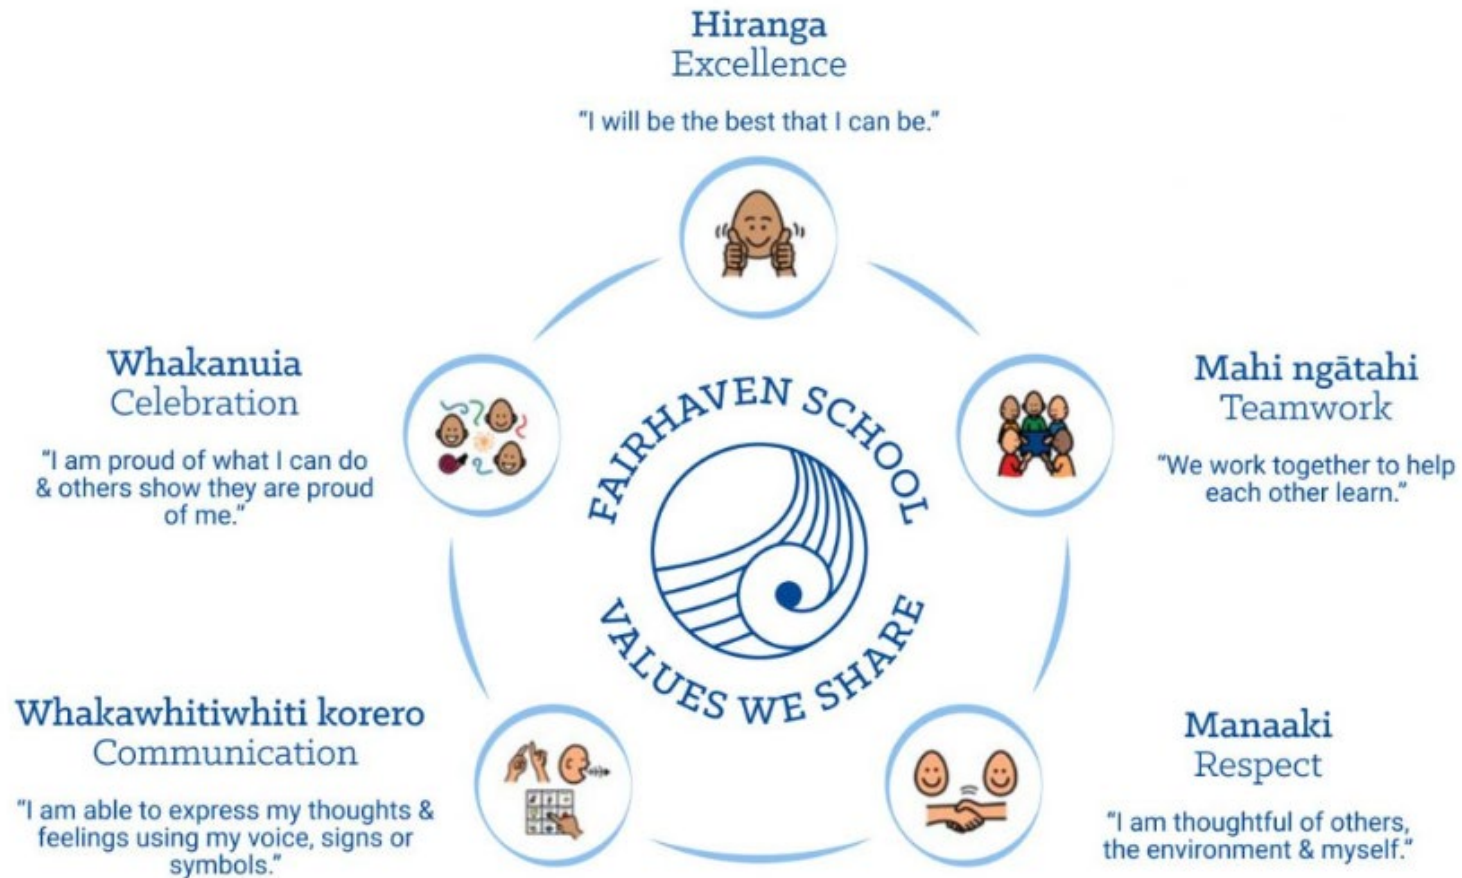 Hiranga
Excellence
"I will be the best that I can be."
Whakanuia
Celebration
"I am proud of what I can do
& others show they are proud
of me."
Mahi ngātahi
Teamwork
"We work together to help
each other learn."
FAIRHAVEN SCHOOL
VALUES WE SHARE
Whakawhitiwhiti korero
Communication
"I am able to express my thoughts &
feelings using my voice, signs or
symbols."
Manaaki
Respect
"I am thoughtful of others,
the environment & myself."